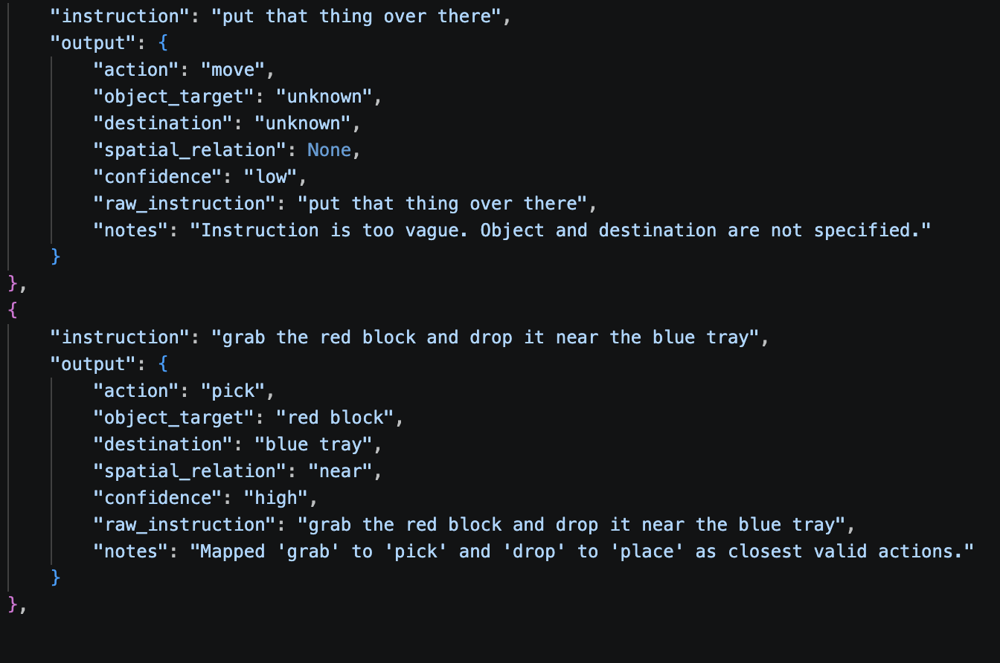 "instruction": "put that thing over there",
"output": {
"action": "move",
"object_target": "unknown",
"destination": "unknown",
"spatial_relation": None,
"confidence": "low",
"raw_instruction": "put that thing over there",
"notes": "Instruction is too vague. Object and destination are not specified."
}
},
{
"instruction": "grab the red block and drop it near the blue tray",
"output": {
"action": "pick",
"object_target": "red block",
"destination": "blue tray",
"spatial_relation": "near",
"confidence": "high",
"raw_instruction": "grab the red block and drop it near the blue tray",
"notes": "Mapped 'grab' to 'pick' and 'drop' to 'place' as closest valid actions."
}
},